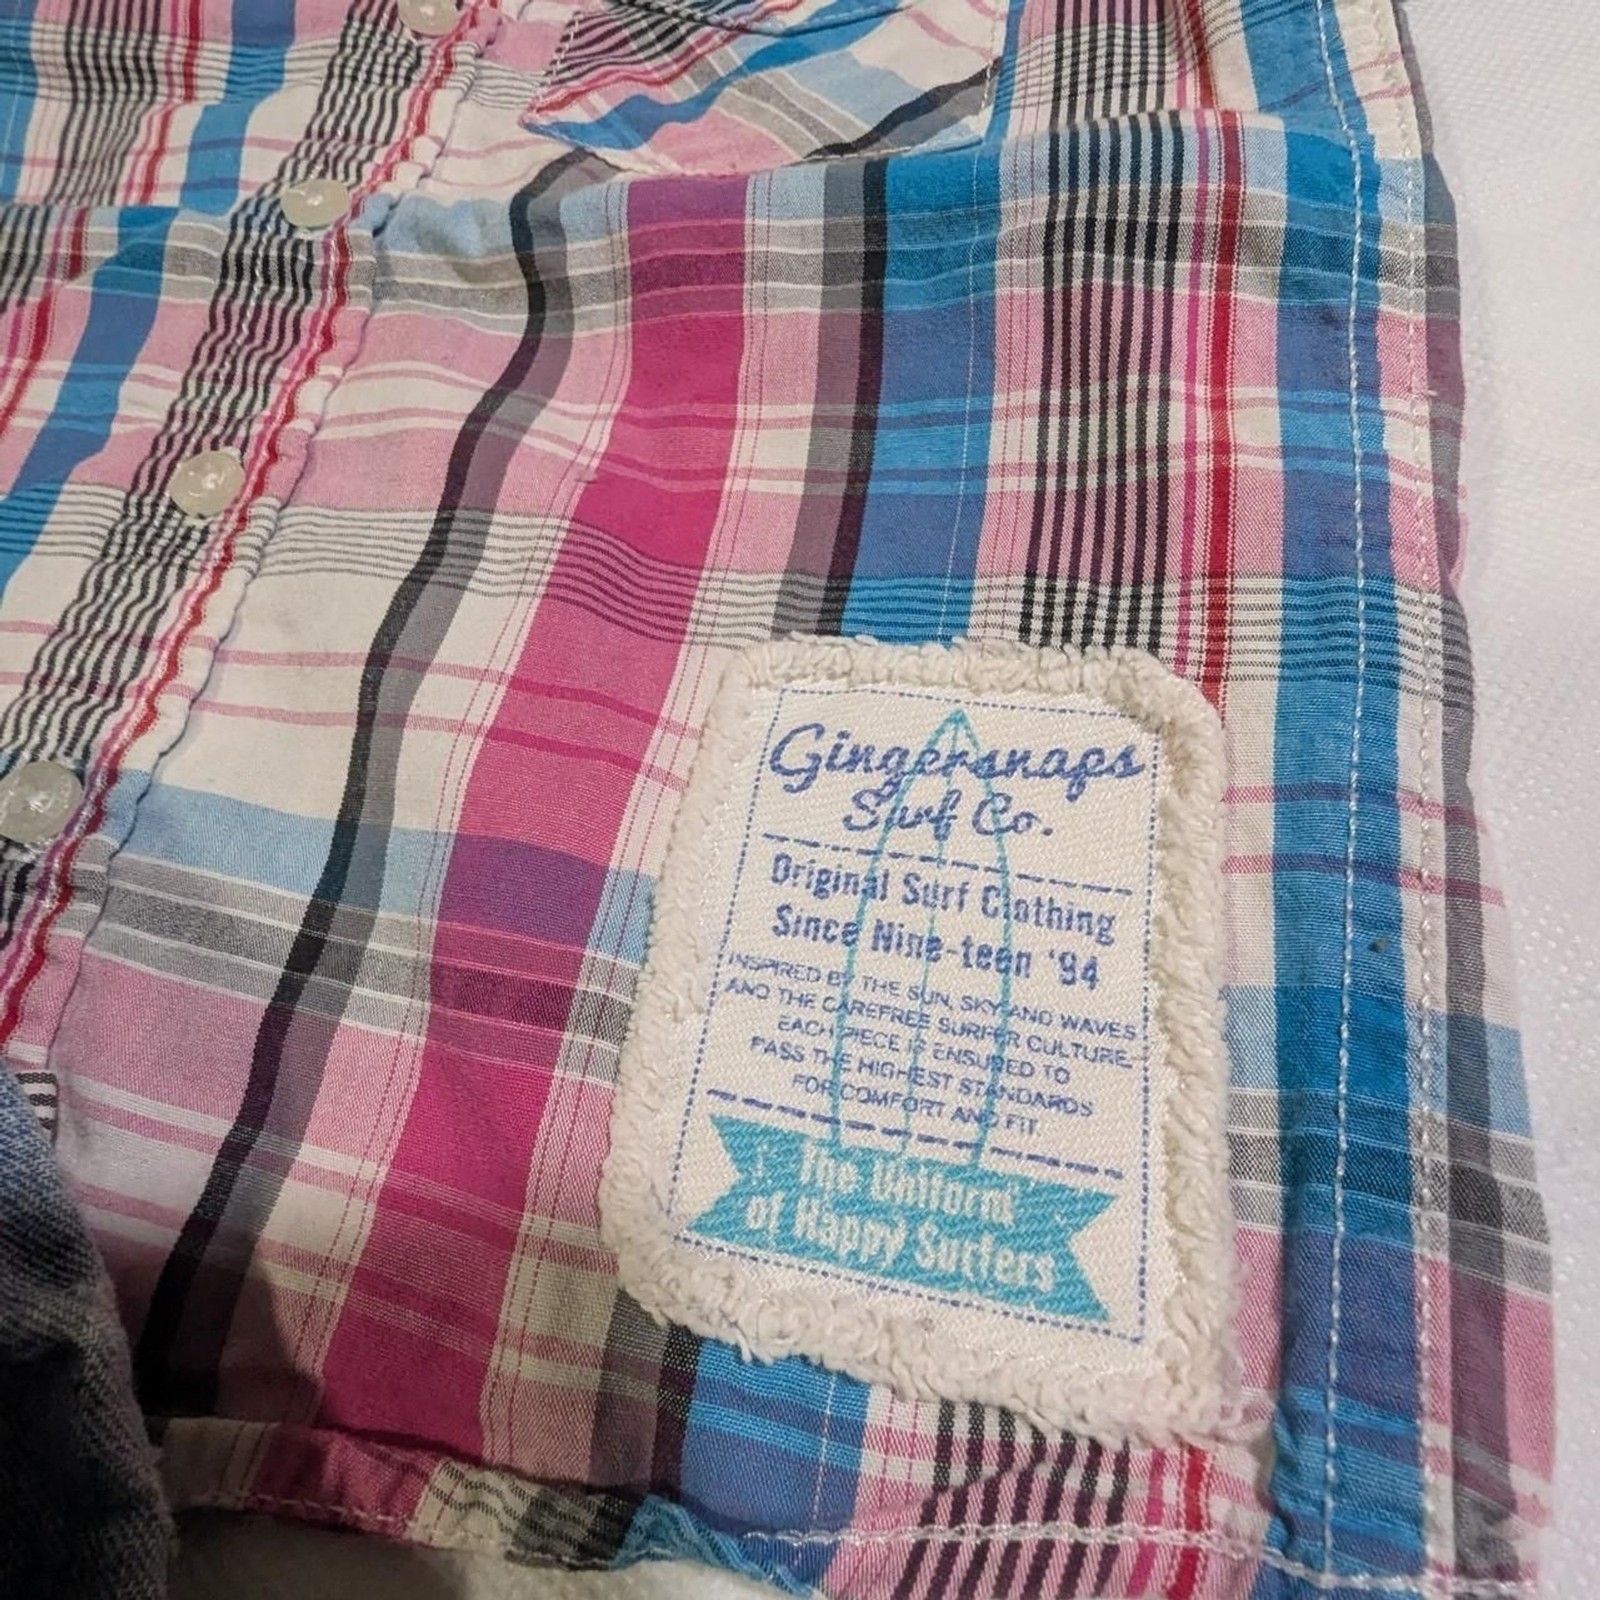 Gingersnaps
Surf Co.
Original Surf Clothing
Since Nine-teen '94
INSPIRED BY THE SUN, SKY AND WAVES
AND THE CAREFREE SURFER CULTURE.
EACH PIECE IS ENSURED TO
PASS THE HIGHEST STANDARDS
FOR COMFORT AND FIT
The Uniform
of Happy Surfers